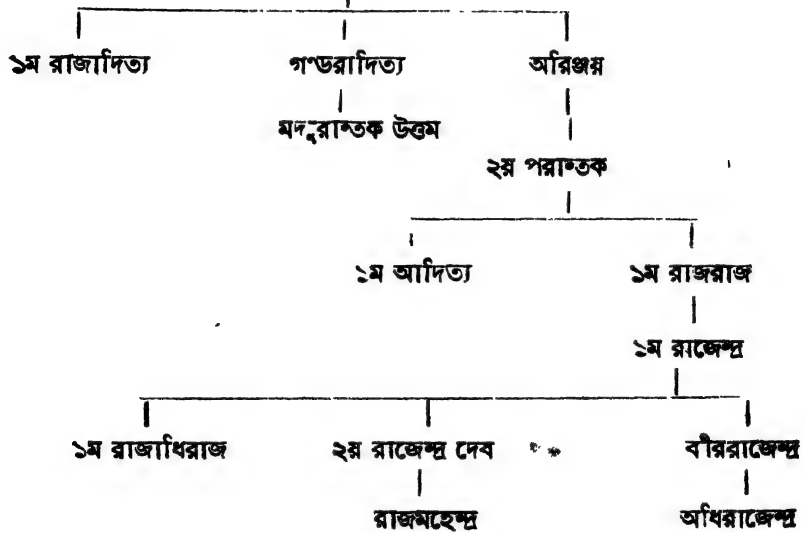 ১ম রাজাদিত্য গণ্ডরাদিত্য অরিঞ্জয়
মদুরান্তক উত্তম
২য় পরান্তক
১ম আদিত্য ১ম রাজরাজ
১ম রাজেন্দ্র
১ম রাজাধিরাজ ২য় রাজেন্দ্র দেব বীররাজেন্দ্র
রাজমহেন্দ্র অধিরাজেন্দ্র